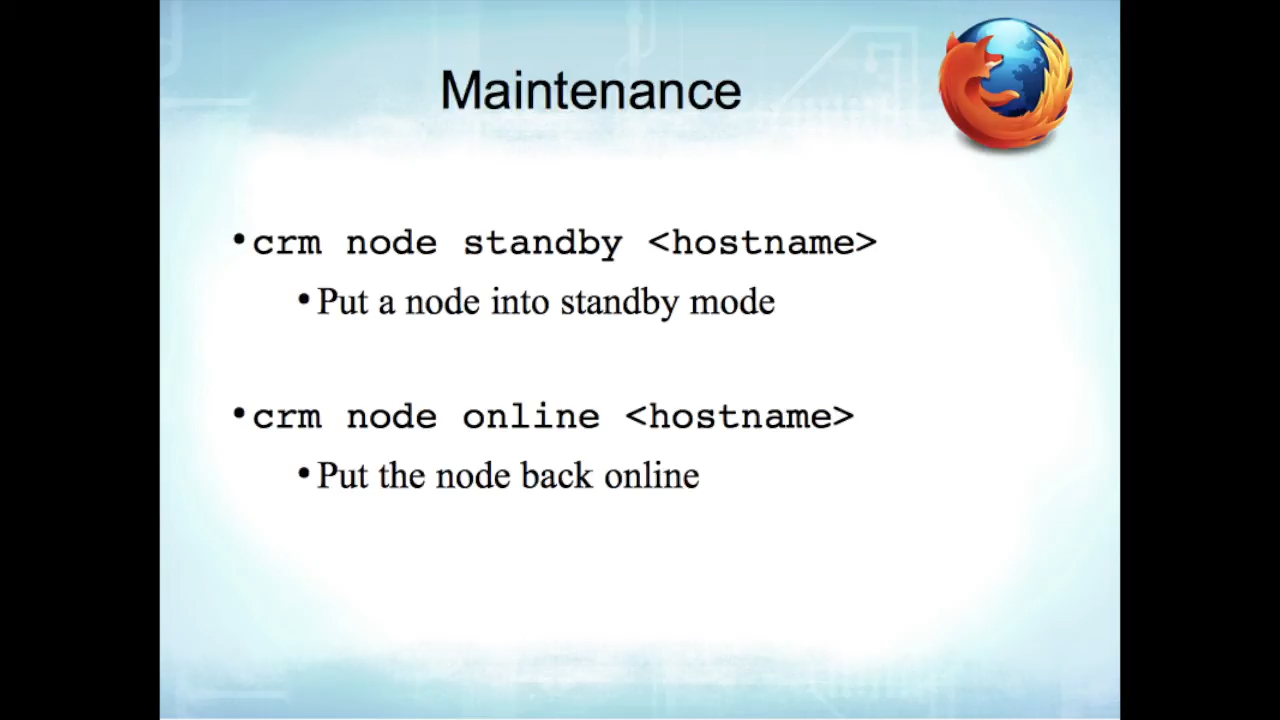 Maintenance
•crm node standby <hostname>
•Put a node into standby mode
•crm node online <hostname>
•Put the node back online